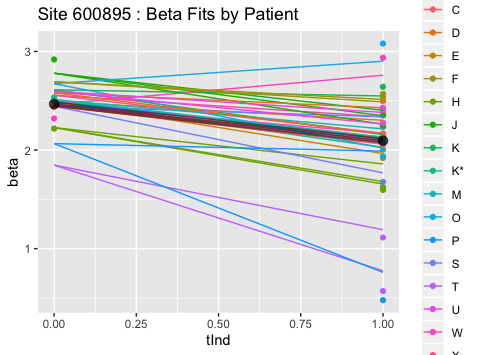 Site 600895 : Beta Fits by Patient
3
2
1
beta
0.00 0.25 0.50 0.75 1.00
tInd
C
D
E
F
H
J
K
K*
M
O
P
S
T
U
W